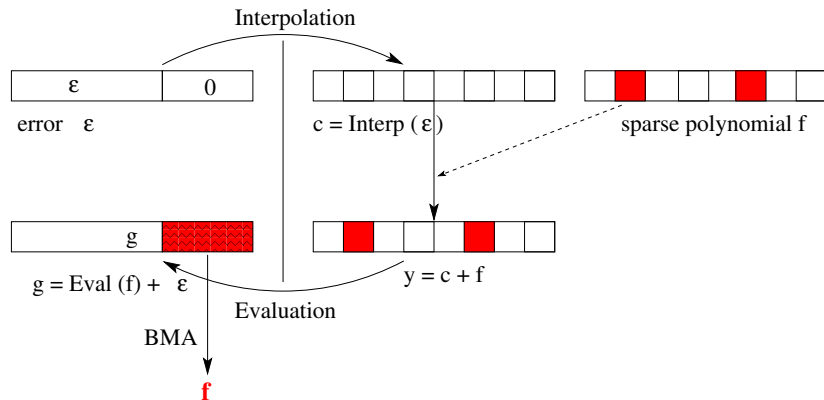 Interpolation
ε
0
error ε
c = Interp (ε)
sparse polynomial f
g
g = Eval (f) + ε
y = c + f
Evaluation
BMA
f